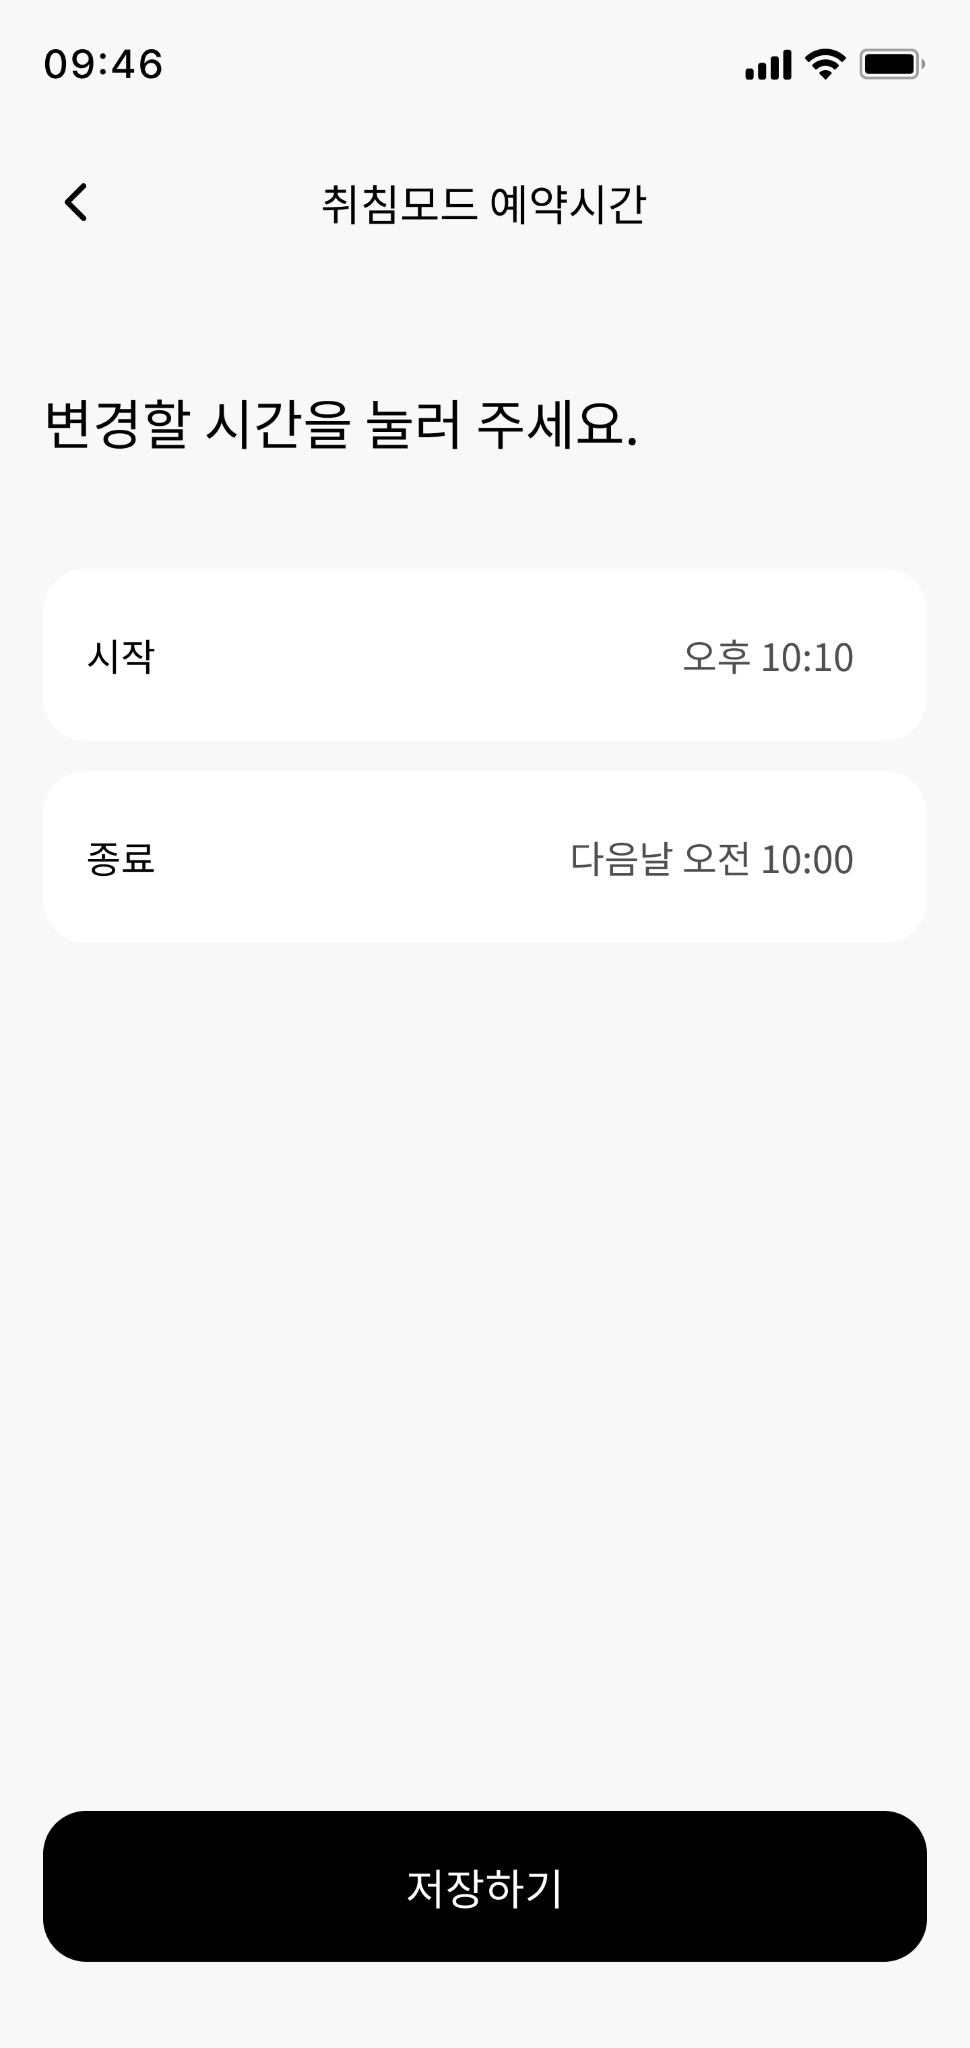 09:46
취침모드 예약시간
변경할 시간을 눌러 주세요.
시작 오후 10:10
종료 다음날 오전 10:00
저장하기